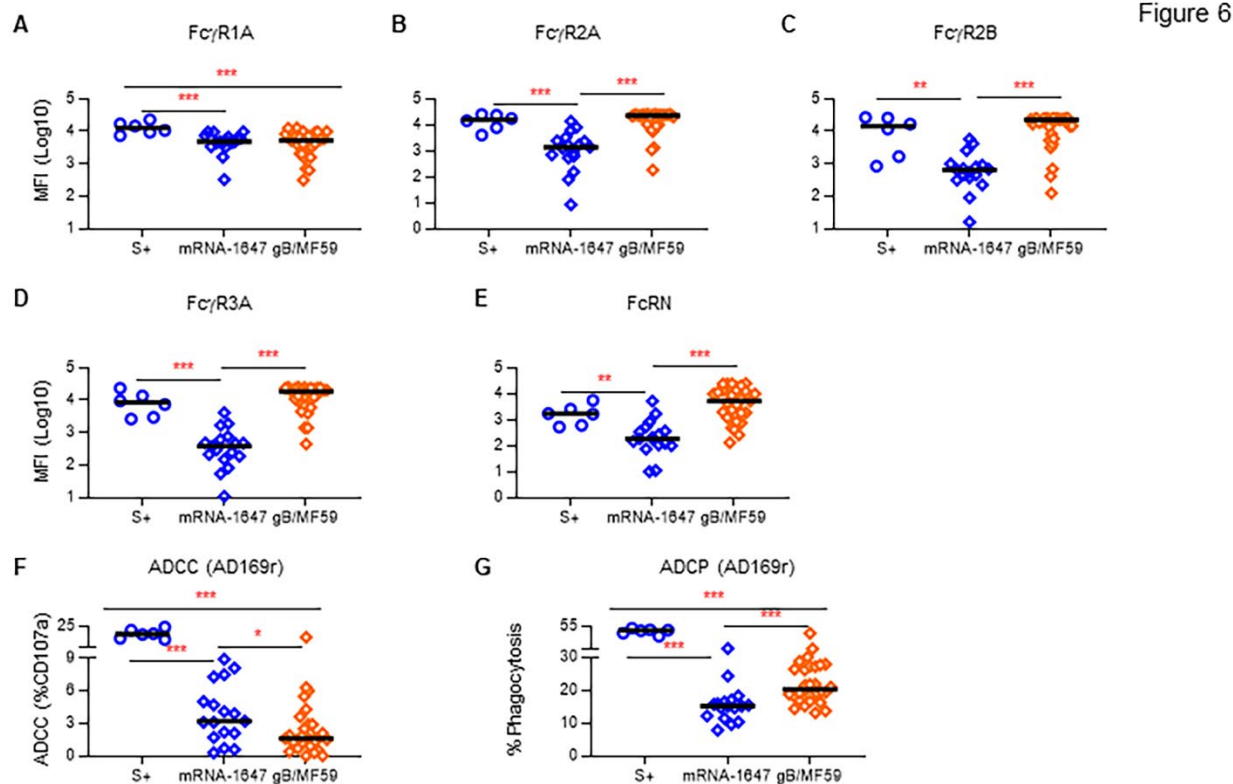 Figure 6
A
FcγR1A
***
***
MFI (Log10)
5
4
3
2
1
S+ mRNA-1647 gB/MF59
B
FcγR2A
***
***
5
4
3
2
1
0
S+ mRNA-1647 gB/MF59
C
FcγR2B
**
***
5
4
3
2
1
S+ mRNA-1647 gB/MF59
D
FcγR3A
***
***
MFI (Log10)
5
4
3
2
1
S+ mRNA-1647 gB/MF59
E
FcRN
**
***
5
4
3
2
1
0
S+ mRNA-1647 gB/MF59
F
ADCC (AD169r)
***
***
*
ADCC (%CD107a)
25
9
6
3
0
S+ mRNA-1647 gB/MF59
G
ADCP (AD169r)
***
***
***
% Phagocytosis
55
30
20
10
0
S+ mRNA-1647 gB/MF59